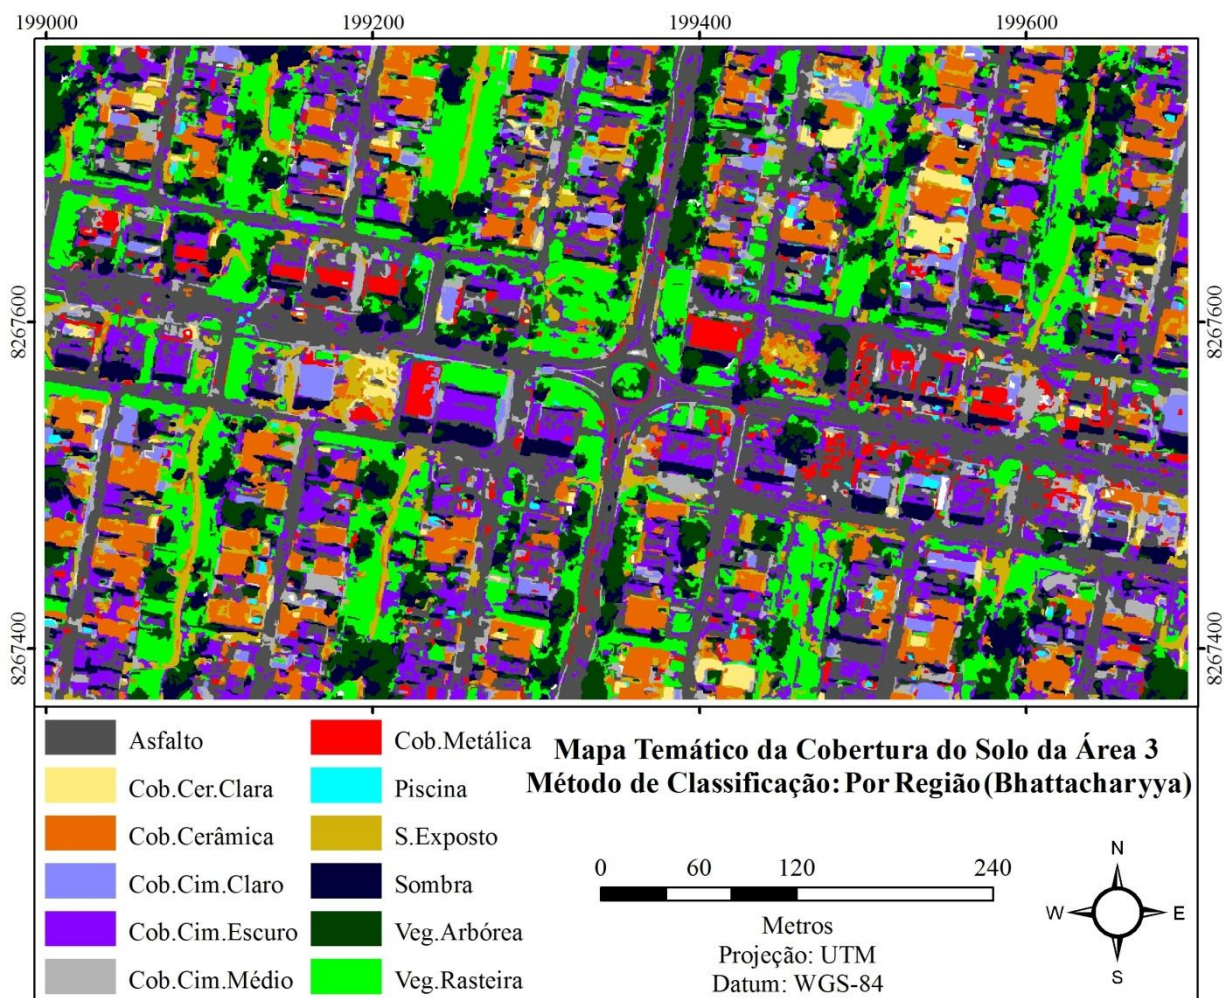 199000 199200 199400 199600
8267600 8267600
8267400 8267400
Asfalto
Cob.Cer.Clara
Cob.Cerâmica
Cob.Cim.Claro
Cob.Cim.Escuro
Cob.Cim.Médio
Cob.Metálica
Piscina
S.Exposto
Sombra
Veg.Arbórea
Veg.Rasteira
Mapa Temático da Cobertura do Solo da Área 3
Método de Classificação: Por Região (Bhattacharyya)
0 60 120 240
Metros
Projeção: UTM
Datum: WGS-84
N
W E
S